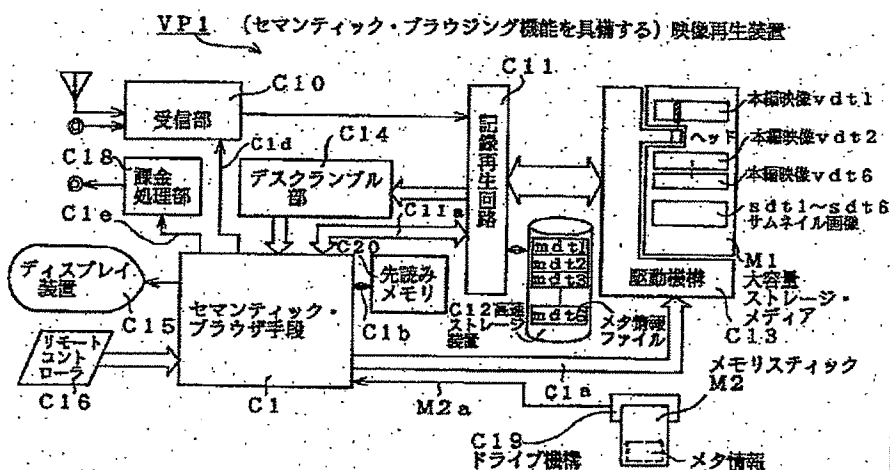 VP1 (セマンティック・ブラウジング機能を具備する)映像再生装置
C10
受信部
C1d
C18
課金
処理部
C1e
C14
デスクランブル
部
C11a
C11
記録再生回路
本編映像vdt1
ヘッド
本編映像vdt2
本編映像vdt6
sdt1～sdt6
サムネイル画像
M1
大容量
ストレージ・
メディア
駆動機構
C13
ディスプレイ
装置
C15
C20
先読み
メモリ
C1b
セマンティック・
ブラウザ手段
C1
mdt1
mdt2
mdt3
mdt6
C12高速
ストレージ
装置
メタ情報
ファイル
リモート
コント
ローラ
C16
C1a
M2a
メモリスティック
M2
C19
ドライブ機構
メタ情報